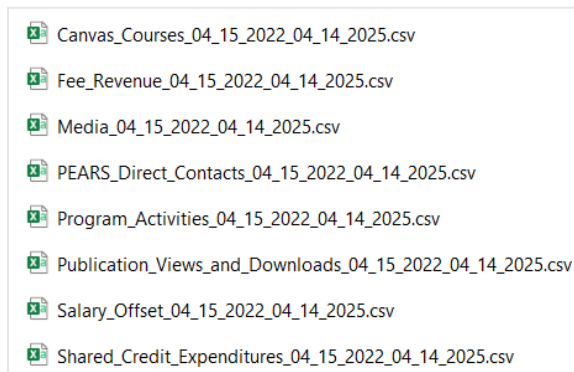 Canvas_Courses_04_15_2022_04_14_2025.csv
Fee_Revenue_04_15_2022_04_14_2025.csv
Media_04_15_2022_04_14_2025.csv
PEARS_Direct_Contacts_04_15_2022_04_14_2025.csv
Program_Activities_04_15_2022_04_14_2025.csv
Publication_Views_and_Downloads_04_15_2022_04_14_2025.csv
Salary_Offset_04_15_2022_04_14_2025.csv
Shared_Credit_Expenditures_04_15_2022_04_14_2025.csv